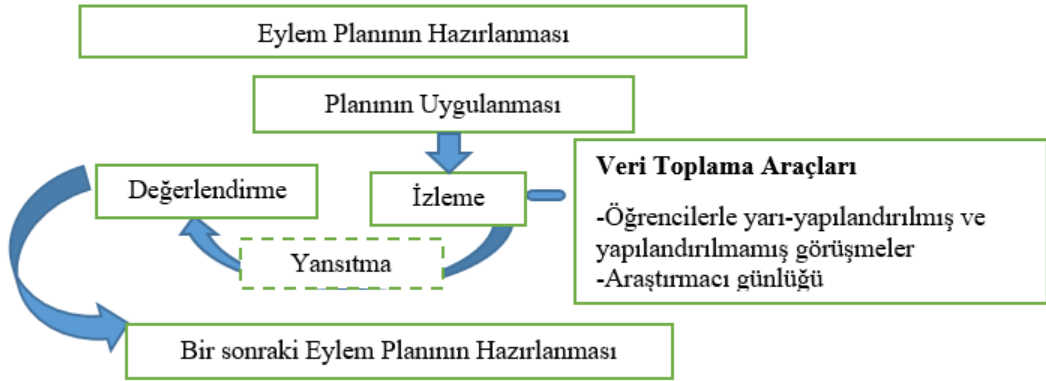 Eylem Planının Hazırlanması
Planının Uygulanması
Değerlendirme
İzleme
Yansıtma
Veri Toplama Araçları
-Öğrencilerle yarı-yapılandırılmış ve
yapılandırılmamış görüşmeler
-Araştırmacı günlüğü
Bir sonraki Eylem Planının Hazırlanması